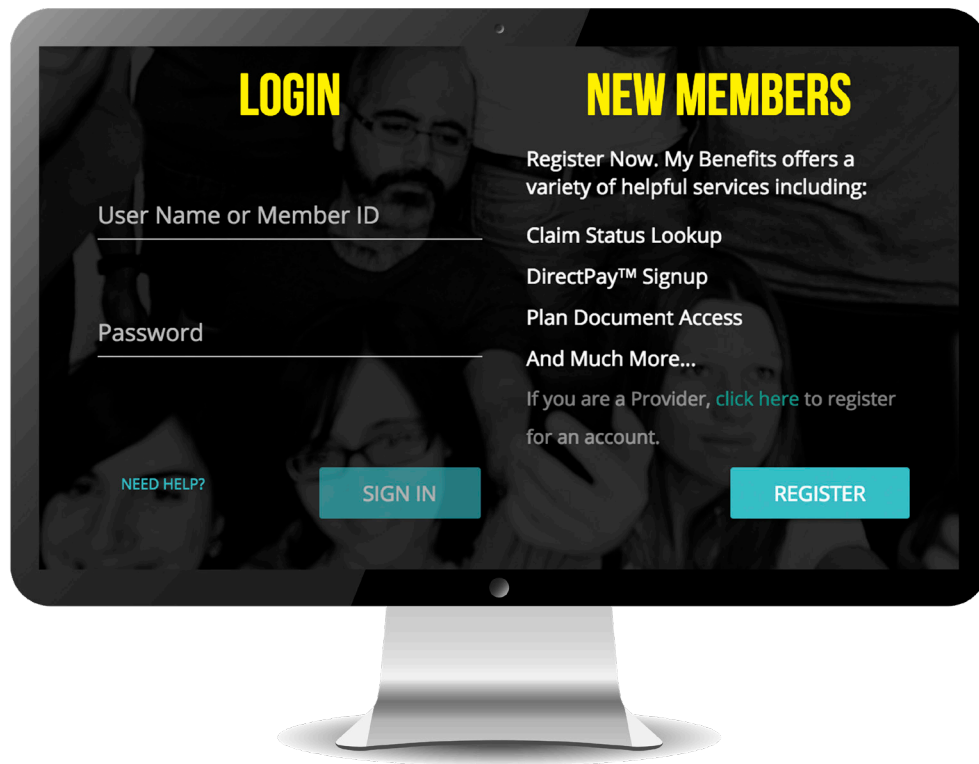 LOGIN
User Name or Member ID
Password
NEED HELP?
SIGN IN
NEW MEMBERS
Register Now. My Benefits offers a
variety of helpful services including:
Claim Status Lookup
DirectPay™ Signup
Plan Document Access
And Much More...
If you are a Provider, click here to register
for an account.
REGISTER